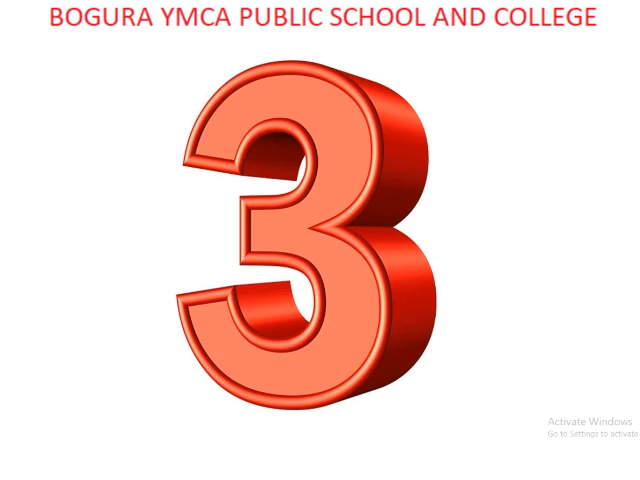 BOGURA YMCA PUBLIC SCHOOL AND COLLEGE
3
Activate Windows
Go to Settings to activate